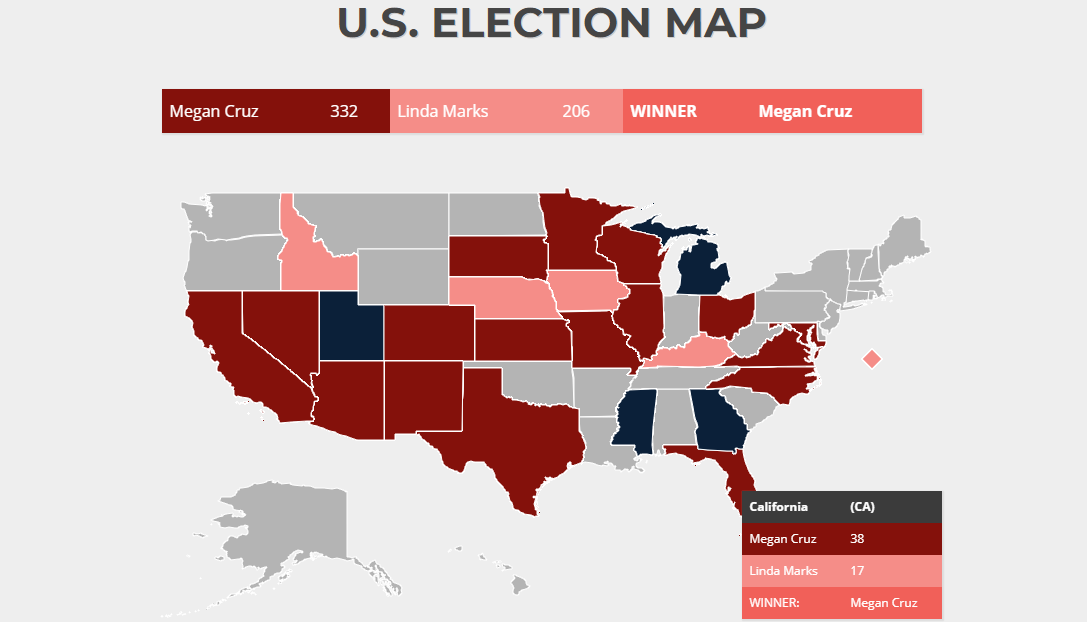 U.S. ELECTION MAP
Megan Cruz 332 Linda Marks 206 WINNER Megan Cruz
California (CA)
Megan Cruz 38
Linda Marks 17
WINNER: Megan Cruz